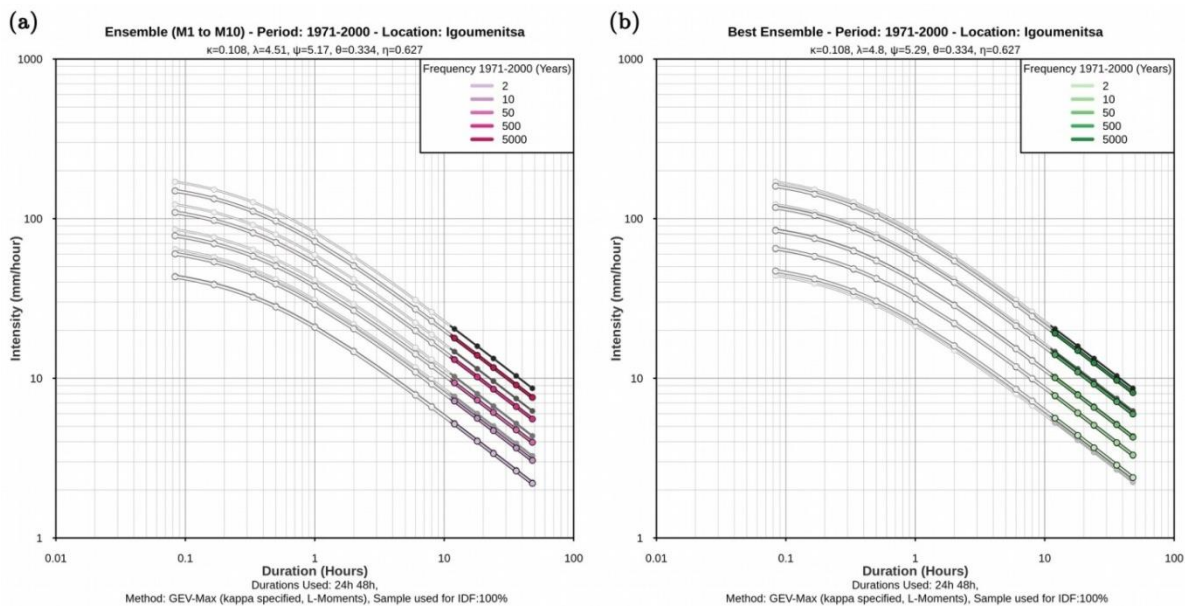 (a)
Ensemble (M1 to M10) - Period: 1971-2000 - Location: Igoumenitsa
κ=0.108, λ=4.51, ψ=5.17, θ=0.334, η=0.627
Frequency 1971-2000 (Years)
2
10
50
500
5000
1000
100
10
1
Intensity (mm/hour)
0.01
0.1
1
10
100
Duration (Hours)
Durations Used: 24h 48h,
Method: GEV-Max (kappa specified, L-Moments), Sample used for IDF:100%
(b)
Best Ensemble - Period: 1971-2000 - Location: Igoumenitsa
κ=0.108, λ=4.8, ψ=5.29, θ=0.334, η=0.627
Frequency 1971-2000 (Years)
2
10
50
500
5000
1000
100
10
1
Intensity (mm/hour)
0.01
0.1
1
10
100
Duration (Hours)
Durations Used: 24h 48h,
Method: GEV-Max (kappa specified, L-Moments), Sample used for IDF:100%